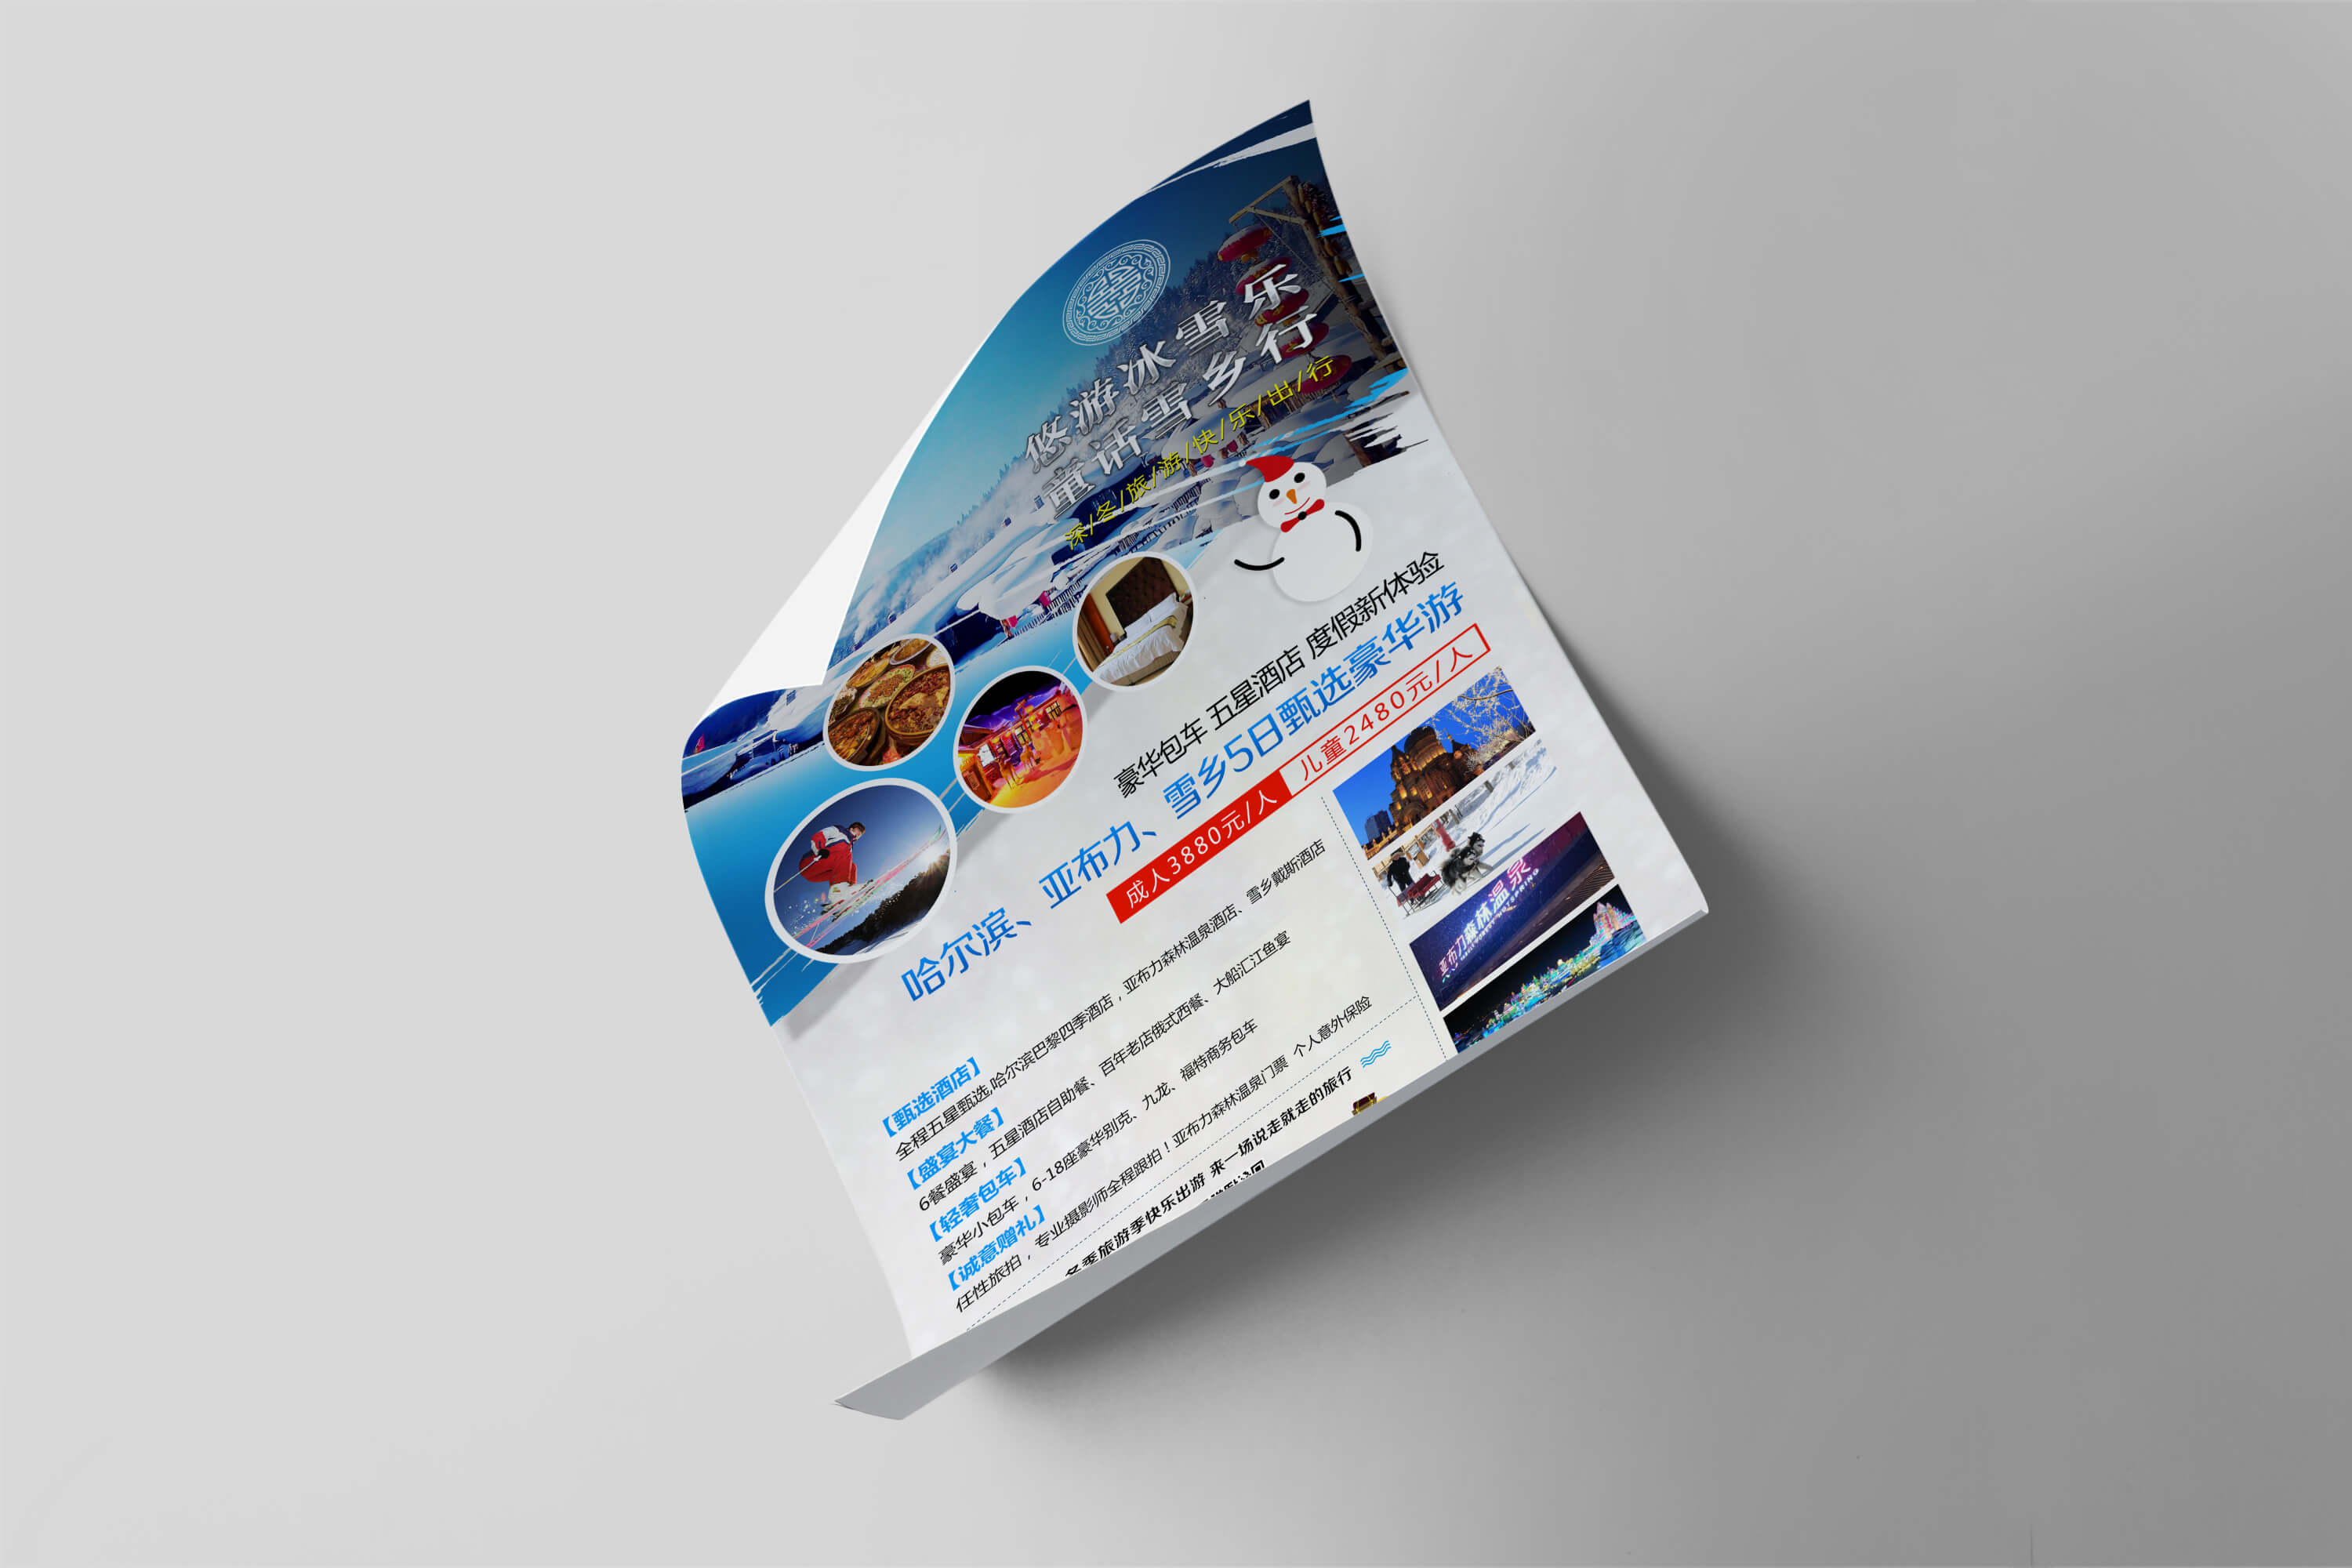 悠游冰雪乐
童话雪乡行
深/冬/旅/游/快/乐/出/行
豪华包车 五星酒店 度假新体验
哈尔滨、亚布力、雪乡5日甄选豪华游
成人3880元/人 儿童2480元/人
【甄选酒店】
全程五星甄选,哈尔滨巴黎四季酒店，亚布力森林温泉酒店、雪乡戴斯酒店
【盛宴大餐】
6餐盛宴，五星酒店自助餐、百年老店俄式西餐、大船汇江鱼宴
【轻奢包车】
豪华小包车，6-18座豪华别克、九龙、福特商务包车
【诚意赠礼】
任性旅拍，专业摄影师全程跟拍！亚布力森林温泉门票 个人意外保险
亚布力森林温泉
冬季旅游季快乐出游 来一场说走就走的旅行